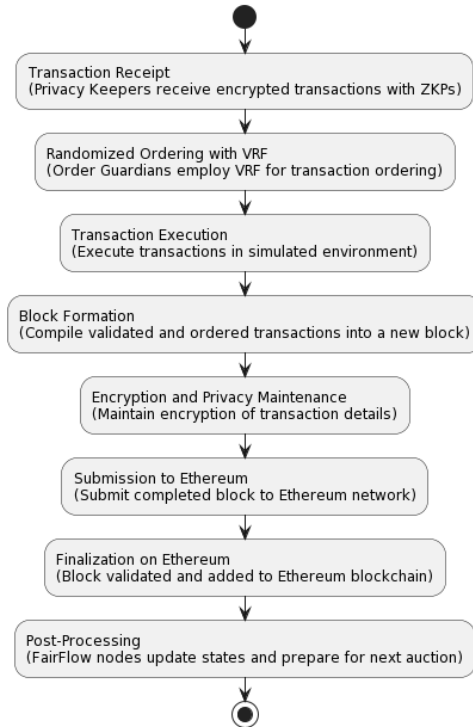 Transaction Receipt
(Privacy Keepers receive encrypted transactions with ZKPs)
Randomized Ordering with VRF
(Order Guardians employ VRF for transaction ordering)
Transaction Execution
(Execute transactions in simulated environment)
Block Formation
(Compile validated and ordered transactions into a new block)
Encryption and Privacy Maintenance
(Maintain encryption of transaction details)
Submission to Ethereum
(Submit completed block to Ethereum network)
Finalization on Ethereum
(Block validated and added to Ethereum blockchain)
Post-Processing
(FairFlow nodes update states and prepare for next auction)